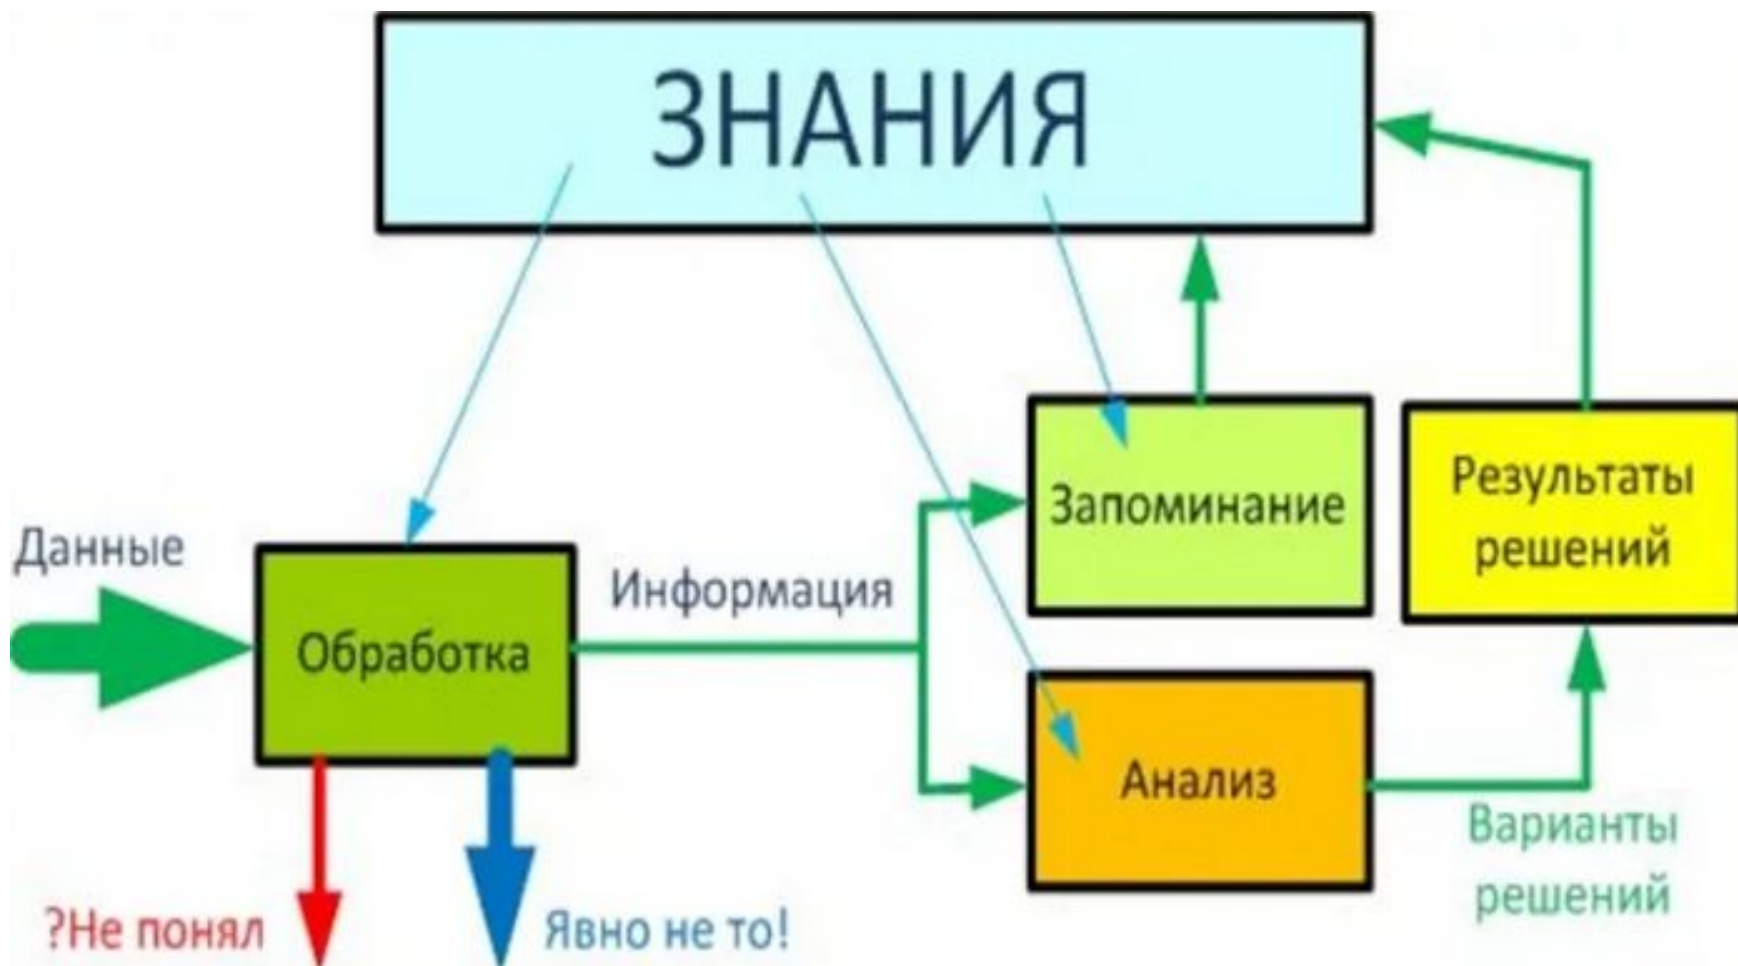 ЗНАНИЯ
Данные
Обработка
Информация
Запоминание
Результаты
решений
Анализ
Варианты
решений
?Не понял
Явно не то!